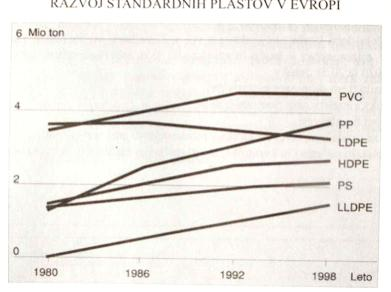 RAZVOJ STANDARDNIH PLASTOV V EVROPI
6 Mio ton
PVC
4
PP
LDPE
HDPE
2
PS
LLDPE
0
1980 1986 1992 1998 Leto